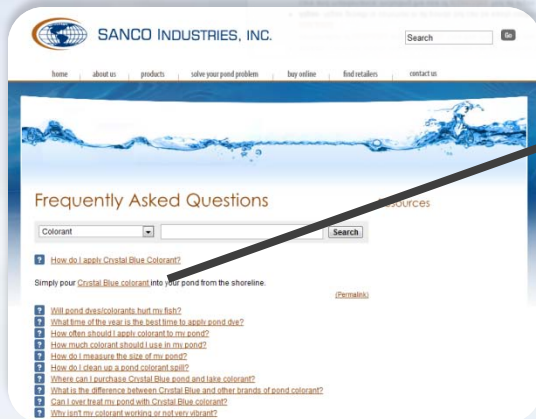 SANCO INDUSTRIES, INC.
Search
Go
home
about us
products
solve your pond problem
buy online
find retailers
contact us
Frequently Asked Questions
Colorant
Search
How do I apply Crystal Blue Colorant?
Simply pour Crystal Blue colorant into your pond from the shoreline.
(Permalink)
Will pond dyes/colorants hurt my fish?
What time of the year is the best time to apply pond dye?
How often should I apply colorant to my pond?
How much colorant should I use in my pond?
How do I measure the size of my pond?
How do I clean up a pond colorant spill?
Where can I purchase Crystal Blue pond and lake colorant?
What is the difference between Crystal Blue and other brands of pond colorant?
Can I over treat my pond with Crystal Blue colorant?
Why isn't my colorant working or not very vibrant?